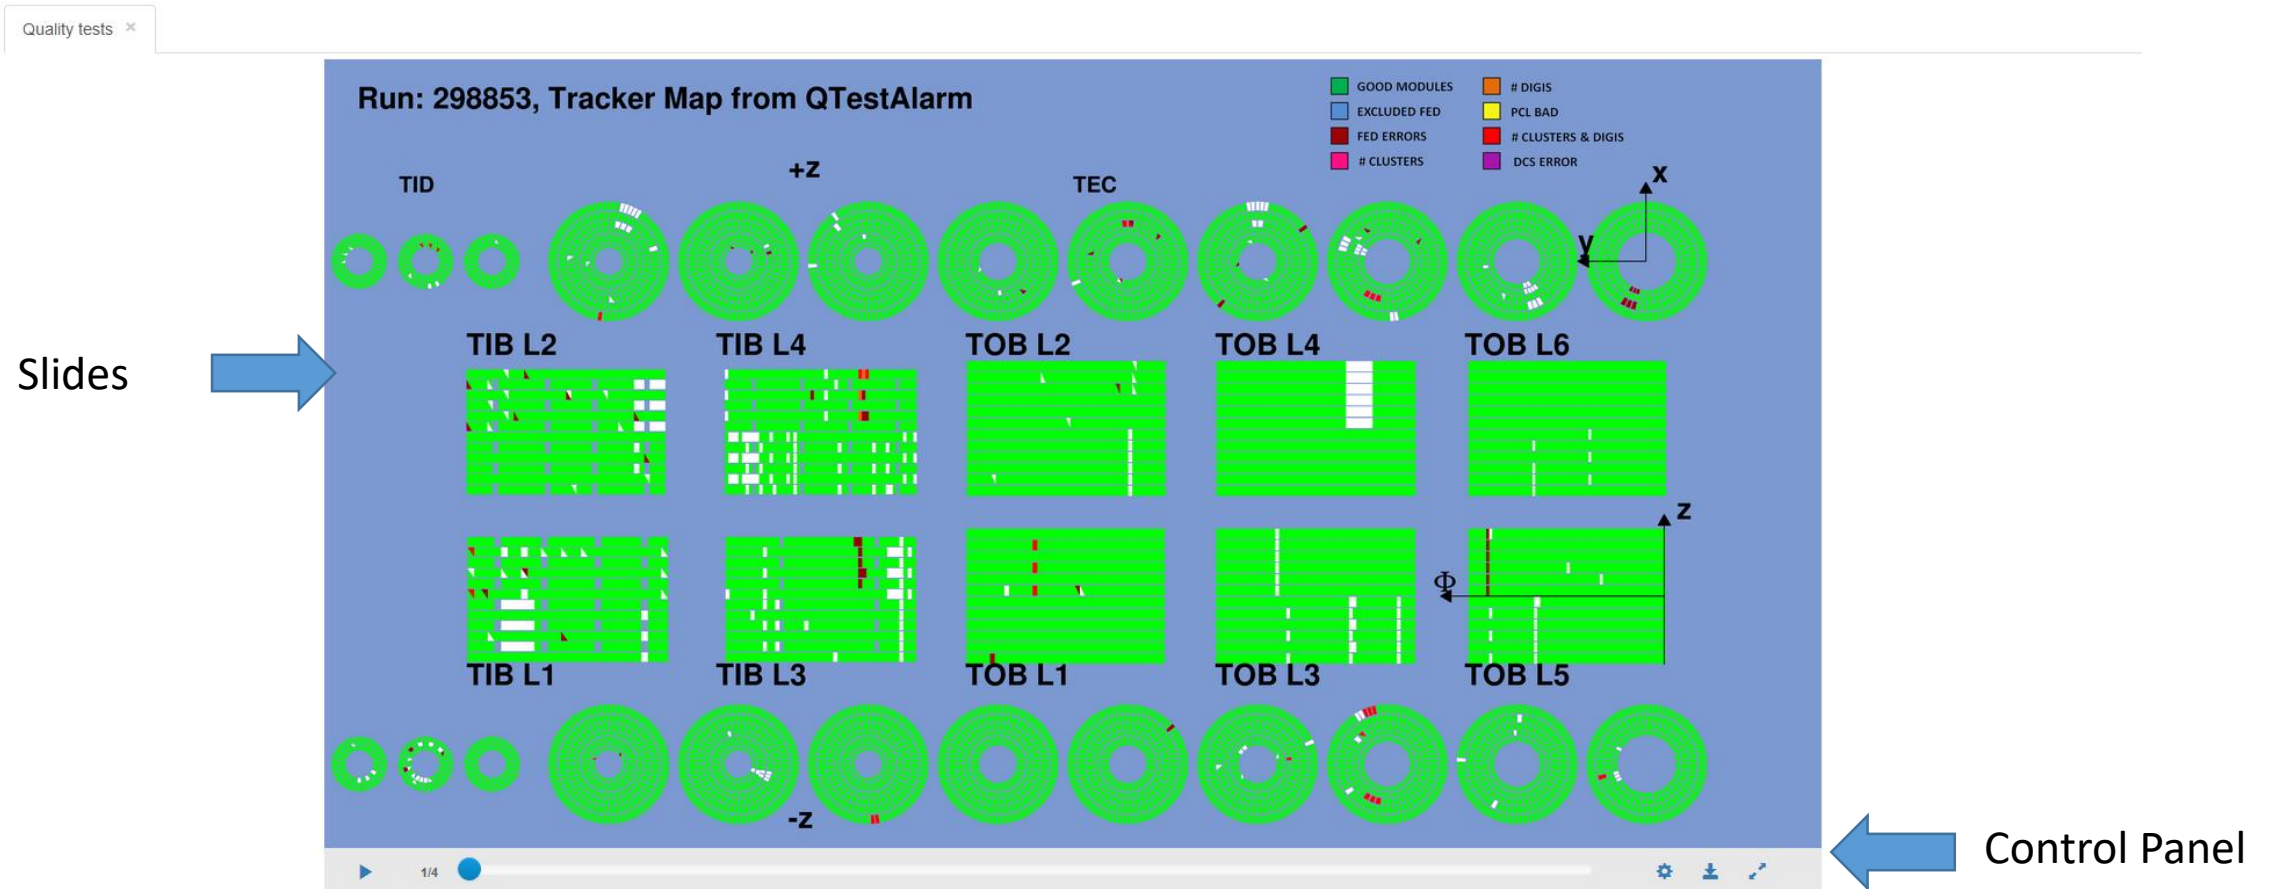 Quality tests ×
Run: 298853, Tracker Map from QTestAlarm
GOOD MODULES
# DIGIS
EXCLUDED FED
PCL BAD
FED ERRORS
# CLUSTERS & DIGIS
# CLUSTERS
DCS ERROR
+z
TID
TEC
x
y
Slides
TIB L2
TIB L4
TOB L2
TOB L4
TOB L6
z
Φ
TIB L1
TIB L3
TOB L1
TOB L3
TOB L5
-z
Control Panel
1/4